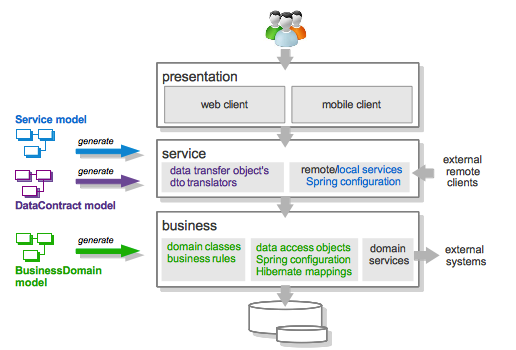 presentation
web client
mobile client
Service model
generate
service
data transfer object's
dto translators
remote/local services
Spring configuration
external
remote
clients
generate
DataContract model
business
generate
domain classes
business rules
data access objects
Spring configuration
Hibernate mappings
domain
services
external
systems
BusinessDomain
model